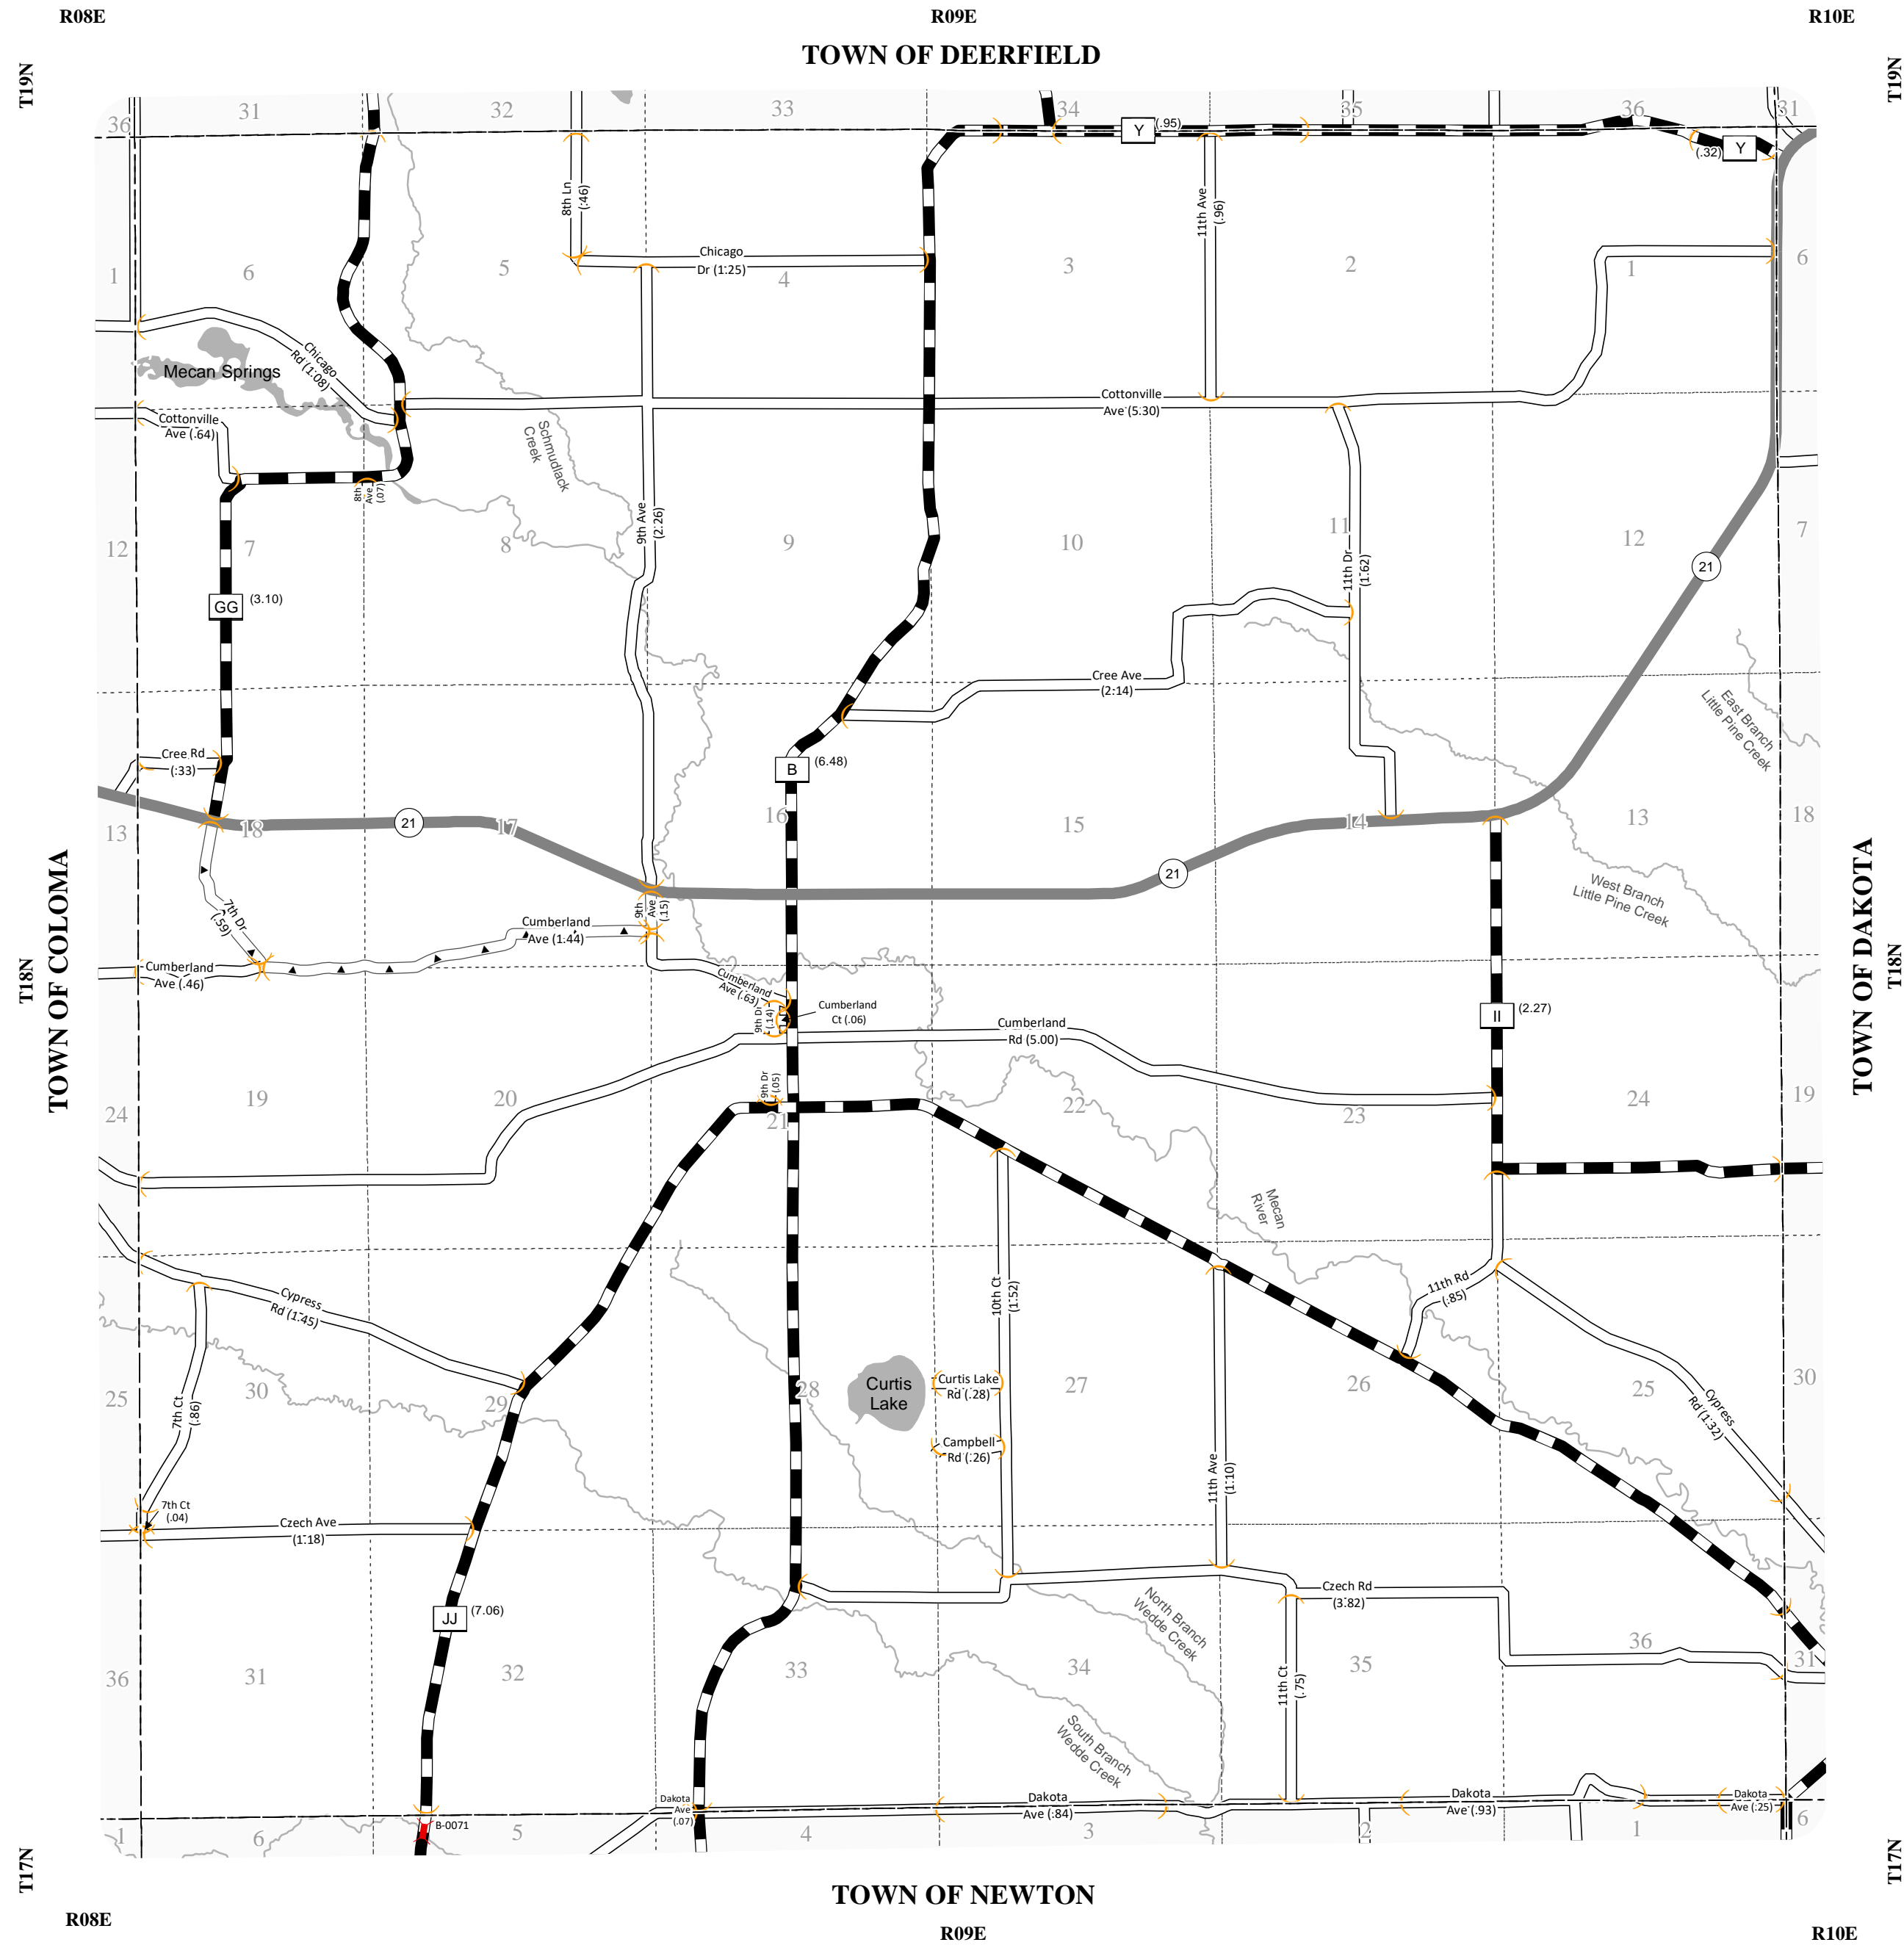 R08E
R09E
R10E
TOWN OF DEERFIELD
T19N
T19N
31
32
33
34
35
36
31
36
Y
(.95)
(.32)
Y
8th Ln
(.46)
11th Ave
(.96)
Chicago
Dr (1.25)
1
6
5
4
3
2
1
6
Chicago
Rd (1.08)
Mecan Springs
Cottonville
Ave (5.30)
Cottonville
Ave (.64)
Schmudlack
Creek
8th
Ave
(.07)
9th Ave
(2.26)
12
7
8
9
10
11
12
7
11th Dr
(1.62)
21
GG
(3.10)
Cree Ave
(2.14)
East Branch
Little Pine Creek
Cree Rd
(.33)
B
(6.48)
13
18
21
17
16
15
14
13
18
21
West Branch
Little Pine Creek
7th Dr
(.59)
9th
Ave
(.15)
Cumberland
Ave (1.44)
Cumberland
Ave (.46)
Cumberland
Ave (.63)
9th Dr
(.14)
Cumberland
Ct (.06)
Cumberland
Rd (5.00)
II
(2.27)
TOWN OF COLOMA
TOWN OF DAKOTA
T18N
T18N
9th Dr
(.05)
24
19
20
21
22
23
24
19
Mecan
River
10th Ct
(1.52)
11th Rd
(.85)
Cypress
Rd (1.45)
Curtis
Lake
Curtis Lake
Rd (.28)
25
30
29
28
27
26
25
30
7th Ct
(.86)
Cypress
Rd (1.32)
Campbell
Rd (.26)
11th Ave
(1.10)
7th Ct
(.04)
Czech Ave
(1.18)
Czech Rd
(3.82)
North Branch
Wedde Creek
JJ
(7.06)
36
31
32
33
34
35
36
31
11th Ct
(.75)
South Branch
Wedde Creek
Dakota
Ave
(.07)
Dakota
Ave (.84)
Dakota
Ave (.93)
Dakota
Ave (.25)
B-0071
1
6
5
4
3
2
1
6
T17N
T17N
TOWN OF NEWTON
R08E
R09E
R10E